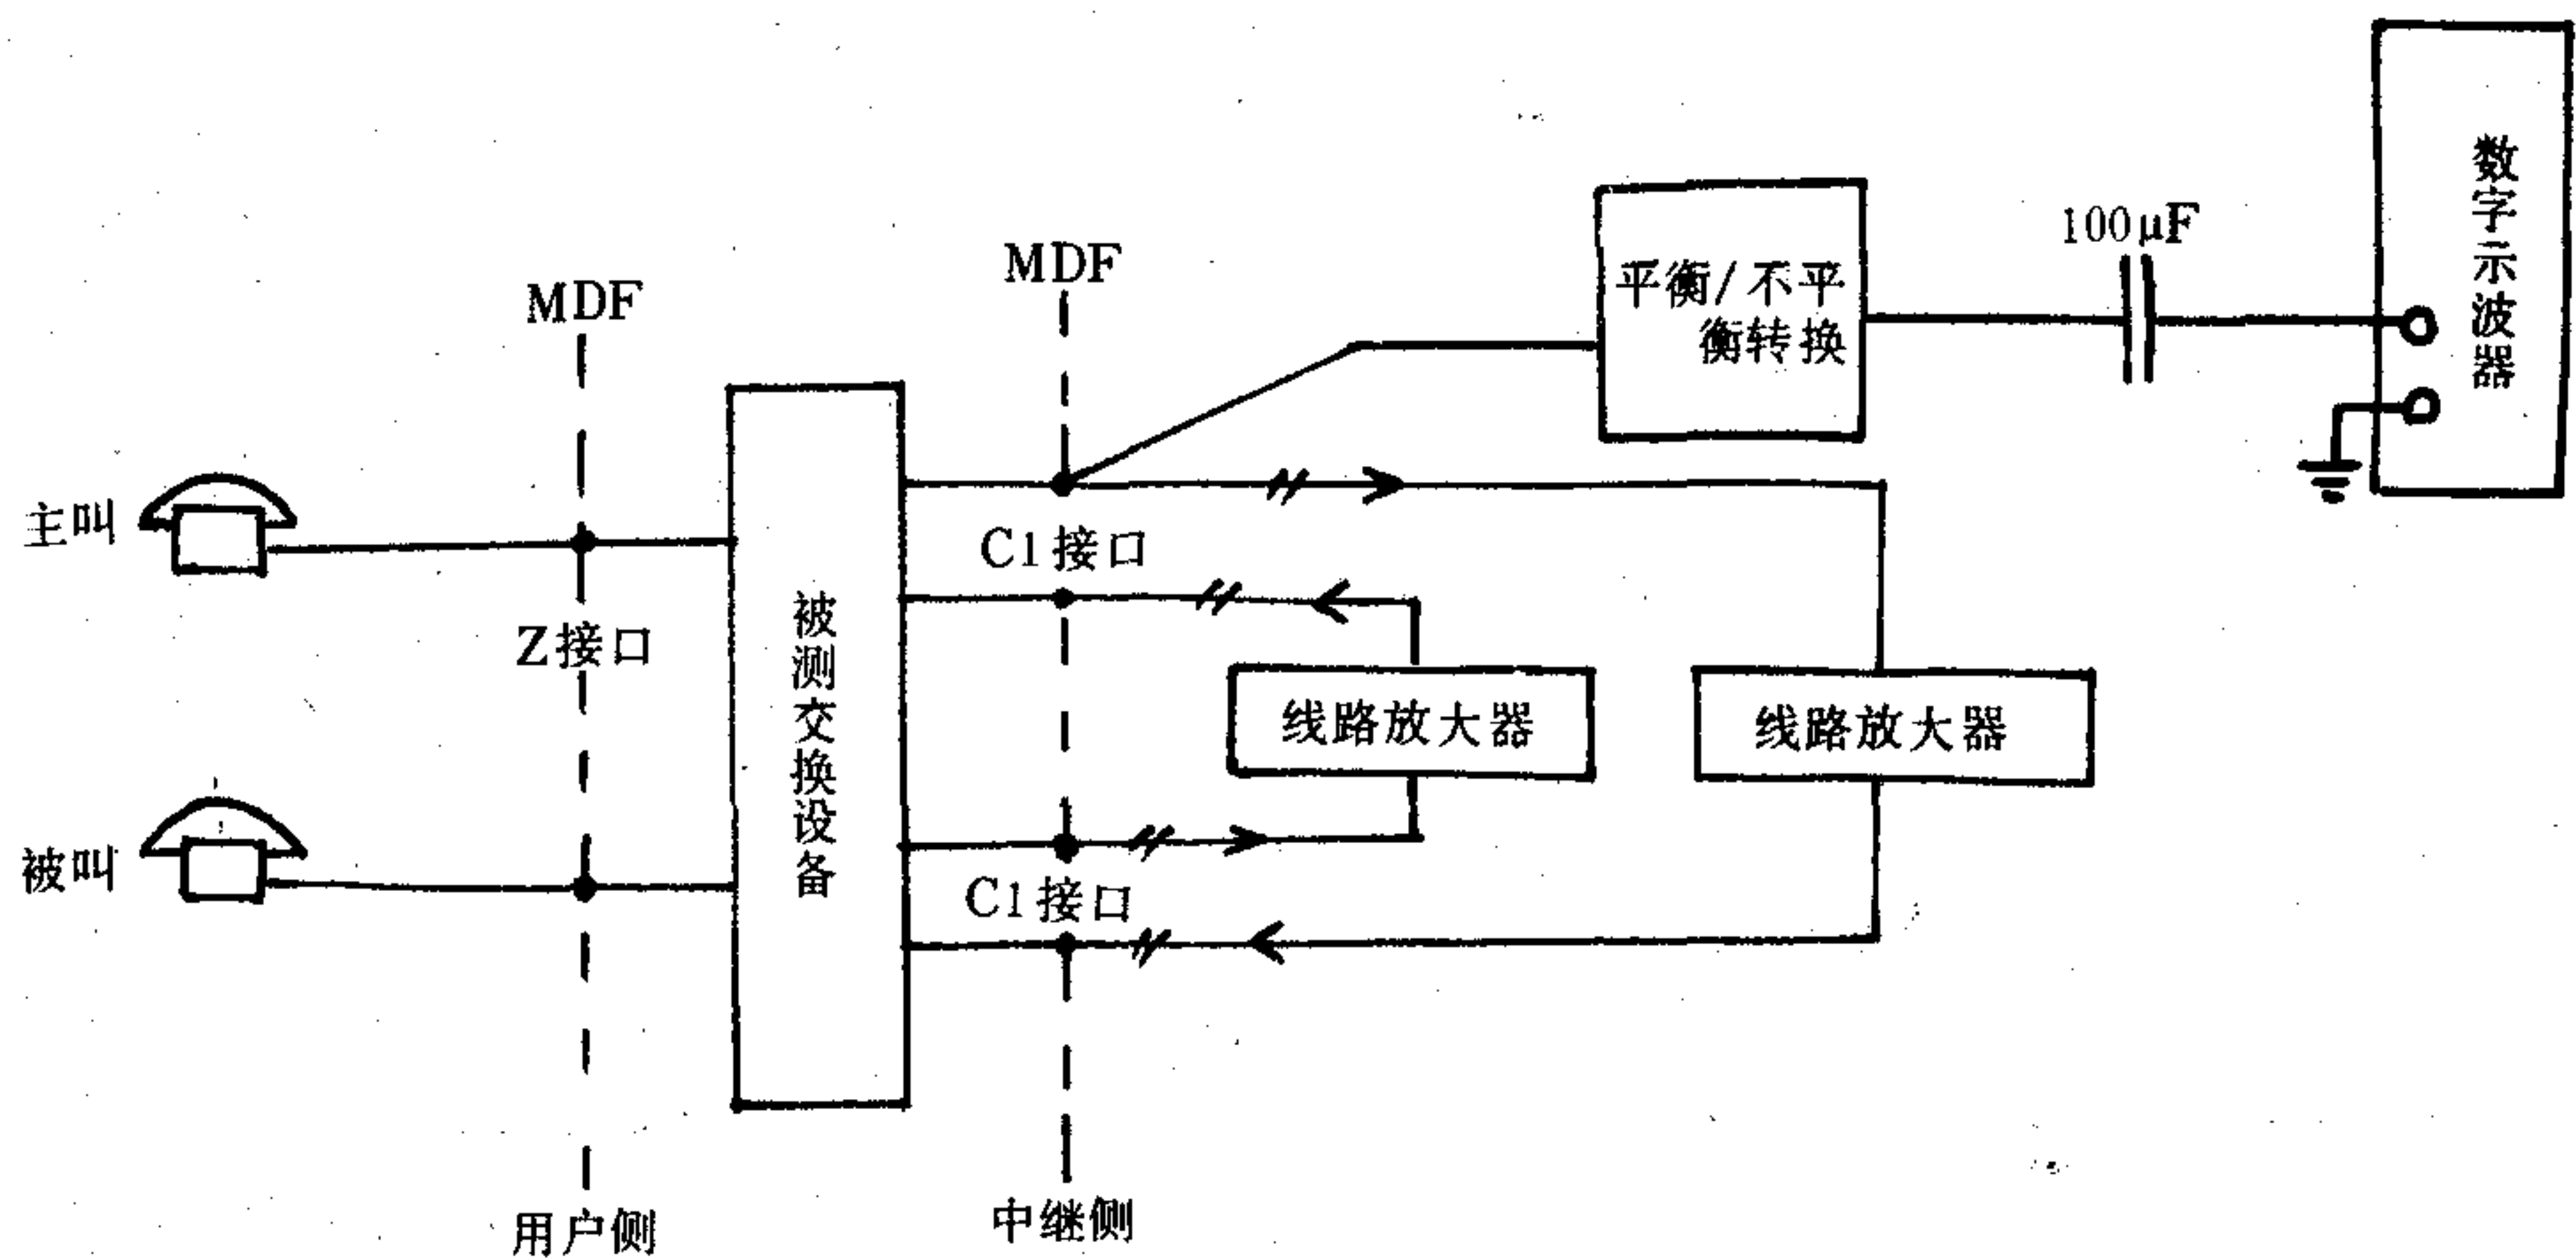 数字示波器
100μF
MDF
平衡/不平
衡转换
MDF
主叫
C1接口
Z接口
被测交换设备
线路放大器
线路放大器
被叫
C1接口
用户侧
中继侧